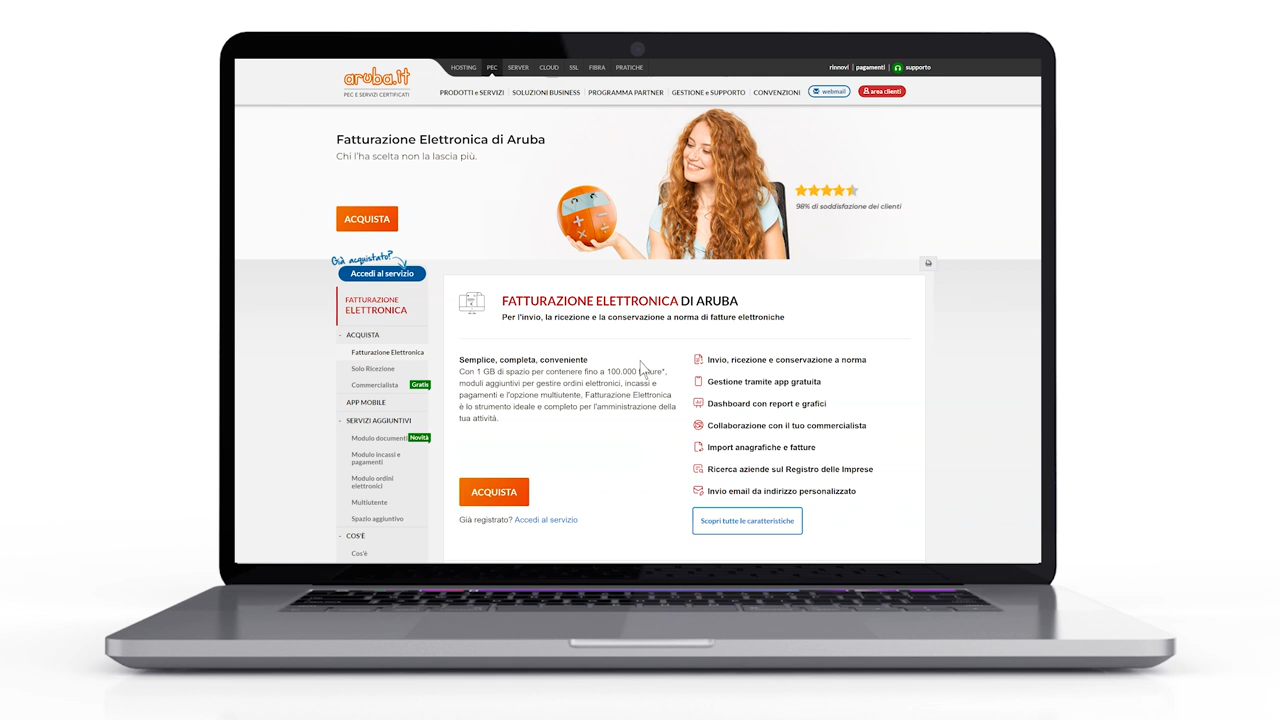 aruba.it
PEC E SERVIZI CERTIFICATI
HOSTING PEC SERVER CLOUD SSL FIBRA PRATICHE
rinnovi | pagamenti | supporto
PRODOTTI e SERVIZI | SOLUZIONI BUSINESS | PROGRAMMA PARTNER | GESTIONE e SUPPORTO | CONVENZIONI
webmail
area clienti
Fatturazione Elettronica di Aruba
Chi l'ha scelta non la lascia più.
98% di soddisfazione dei clienti
ACQUISTA
Già acquistato?
Accedi al servizio
FATTURAZIONE
ELETTRONICA
- ACQUISTA
Fatturazione Elettronica
Solo Ricezione
Commercialista Gratis
APP MOBILE
- SERVIZI AGGIUNTIVI
Modulo documenti Novità
Modulo incassi e
pagamenti
Modulo ordini
elettronici
Multiutente
Spazio aggiuntivo
- COS'È
Cos'è
FATTURAZIONE ELETTRONICA DI ARUBA
Per l'invio, la ricezione e la conservazione a norma di fatture elettroniche
Semplice, completa, conveniente
Con 1 GB di spazio per contenere fino a 100.000
moduli aggiuntivi per gestire ordini elettronici, incassi e
pagamenti e l'opzione multiutente, Fatturazione Elettronica
è lo strumento ideale e completo per l'amministrazione della
tua attività.
ACQUISTA
Già registrato? Accedi al servizio
Invio, ricezione e conservazione a norma
Gestione tramite app gratuita
Dashboard con report e grafici
Collaborazione con il tuo commercialista
Import anagrafiche e fatture
Ricerca aziende sul Registro delle Imprese
Invio email da indirizzo personalizzato
Scopri tutte le caratteristiche